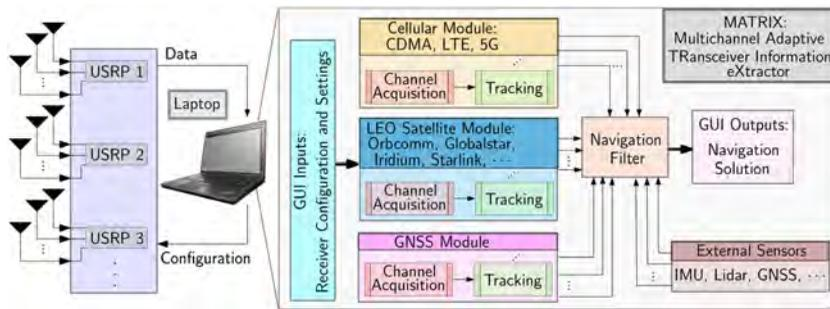 Data
USRP 1
Laptop
USRP 2
USRP 3
Configuration
GUI Inputs:
Receiver Configuration and Settings
Cellular Module:
CDMA, LTE, 5G
Channel
Acquisition
Tracking
LEO Satellite Module:
Orbcomm, Globalstar,
Iridium, Starlink, ···
Channel
Acquisition
Tracking
GNSS Module
Channel
Acquisition
Tracking
Navigation
Filter
MATRIX:
Multichannel Adaptive
TRansceiver Information
eXtractor
GUI Outputs:
Navigation
Solution
External Sensors
IMU, Lidar, GNSS, ···